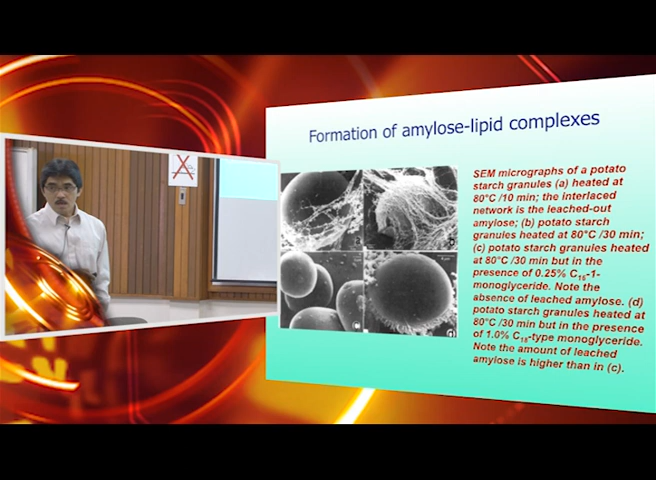 Formation of amylose-lipid complexes
SEM micrographs of a potato
starch granules (a) heated at
80°C /10 min; the interlaced
network is the leached-out
amylose; (b) potato starch
granules heated at 80°C /30 min;
(c) potato starch granules heated
at 80°C /30 min but in the
presence of 0.25% C16-1-
monoglyceride. Note the
absence of leached amylose. (d)
potato starch granules heated at
80°C /30 min but in the presence
of 1.0% C18-type monoglyceride.
Note the amount of leached
amylose is higher than in (c).